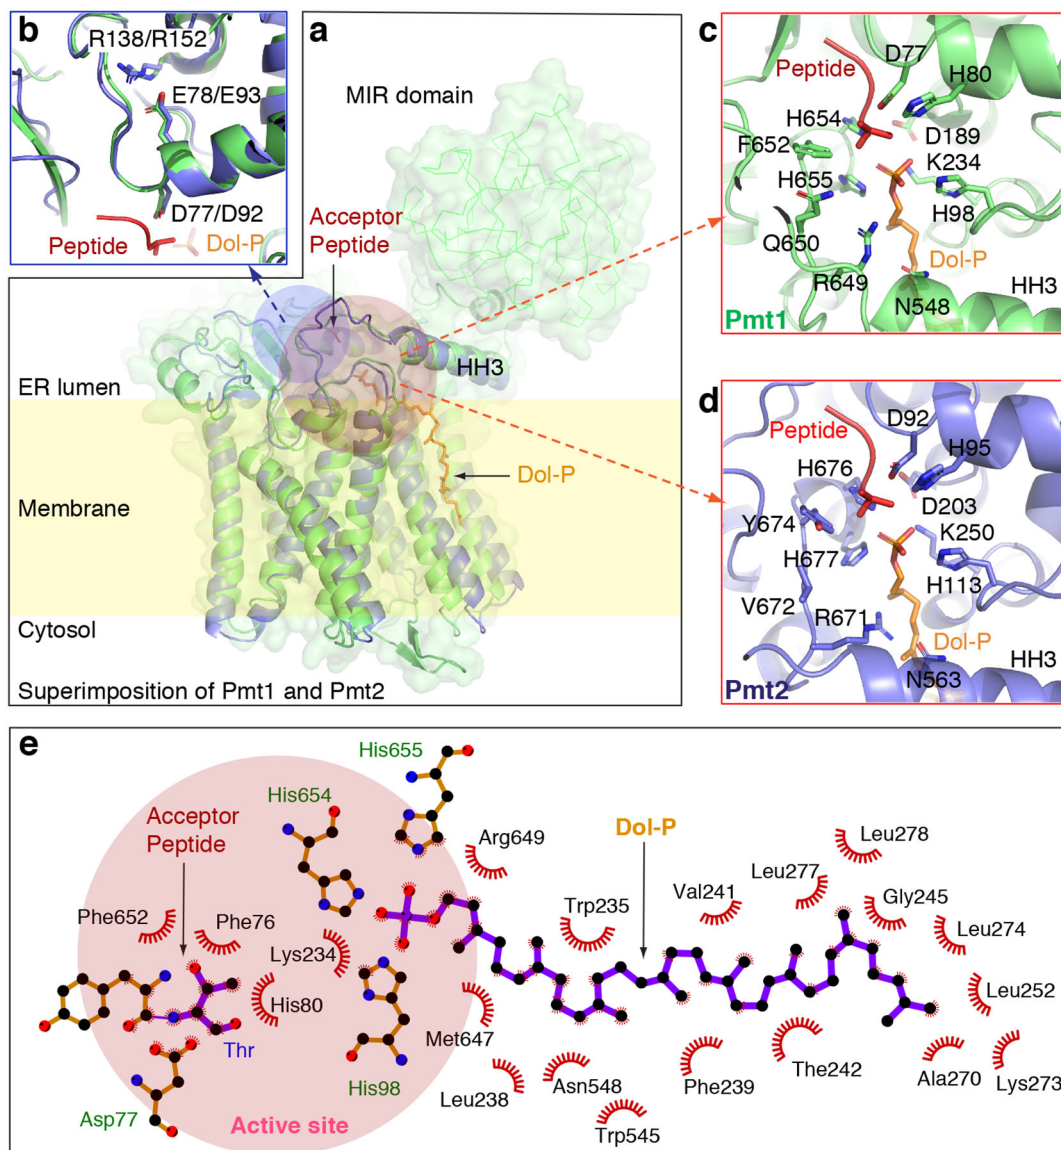 b
R138/R152
E78/E93
D77/D92
Peptide
Dol-P
a
MIR domain
Acceptor
Peptide
HH3
ER lumen
Dol-P
Membrane
Cytosol
Superimposition of Pmt1 and Pmt2
c
D77
Peptide
H80
H654
D189
F652
K234
H655
H98
Q650
Dol-P
R649
HH3
N548
Pmt1
d
D92
Peptide
H95
H676
D203
Y674
K250
H677
H113
V672
R671
Dol-P
HH3
N563
Pmt2
e
His655
His654
Acceptor
Peptide
Dol-P
Arg649
Leu278
Leu277
Val241
Trp235
Gly245
Phe652
Phe76
Leu274
Lys234
His80
Leu252
Met647
Thr
The242
His98
Leu238
Asn548
Phe239
Ala270
Lys273
Asp77
Active site
Trp545